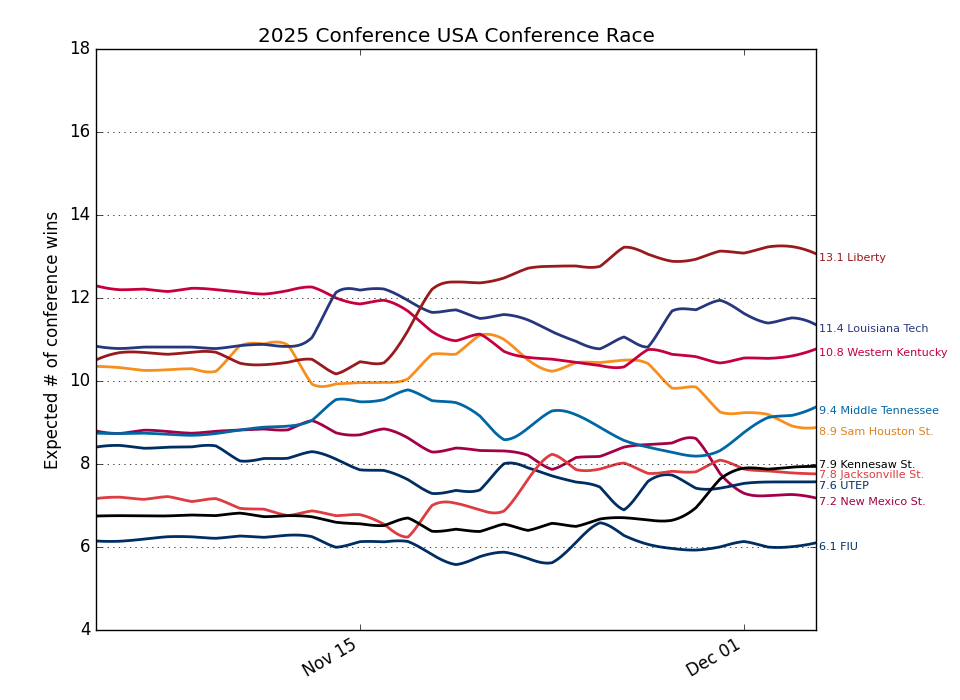 2025 Conference USA Conference Race
Expected # of conference wins
18
16
14
12
10
8
6
4
Nov 15
Dec 01
13.1 Liberty
11.4 Louisiana Tech
10.8 Western Kentucky
9.4 Middle Tennessee
8.9 Sam Houston St.
7.9 Kennesaw St.
7.8 Jacksonville St.
7.6 UTEP
7.2 New Mexico St.
6.1 FIU